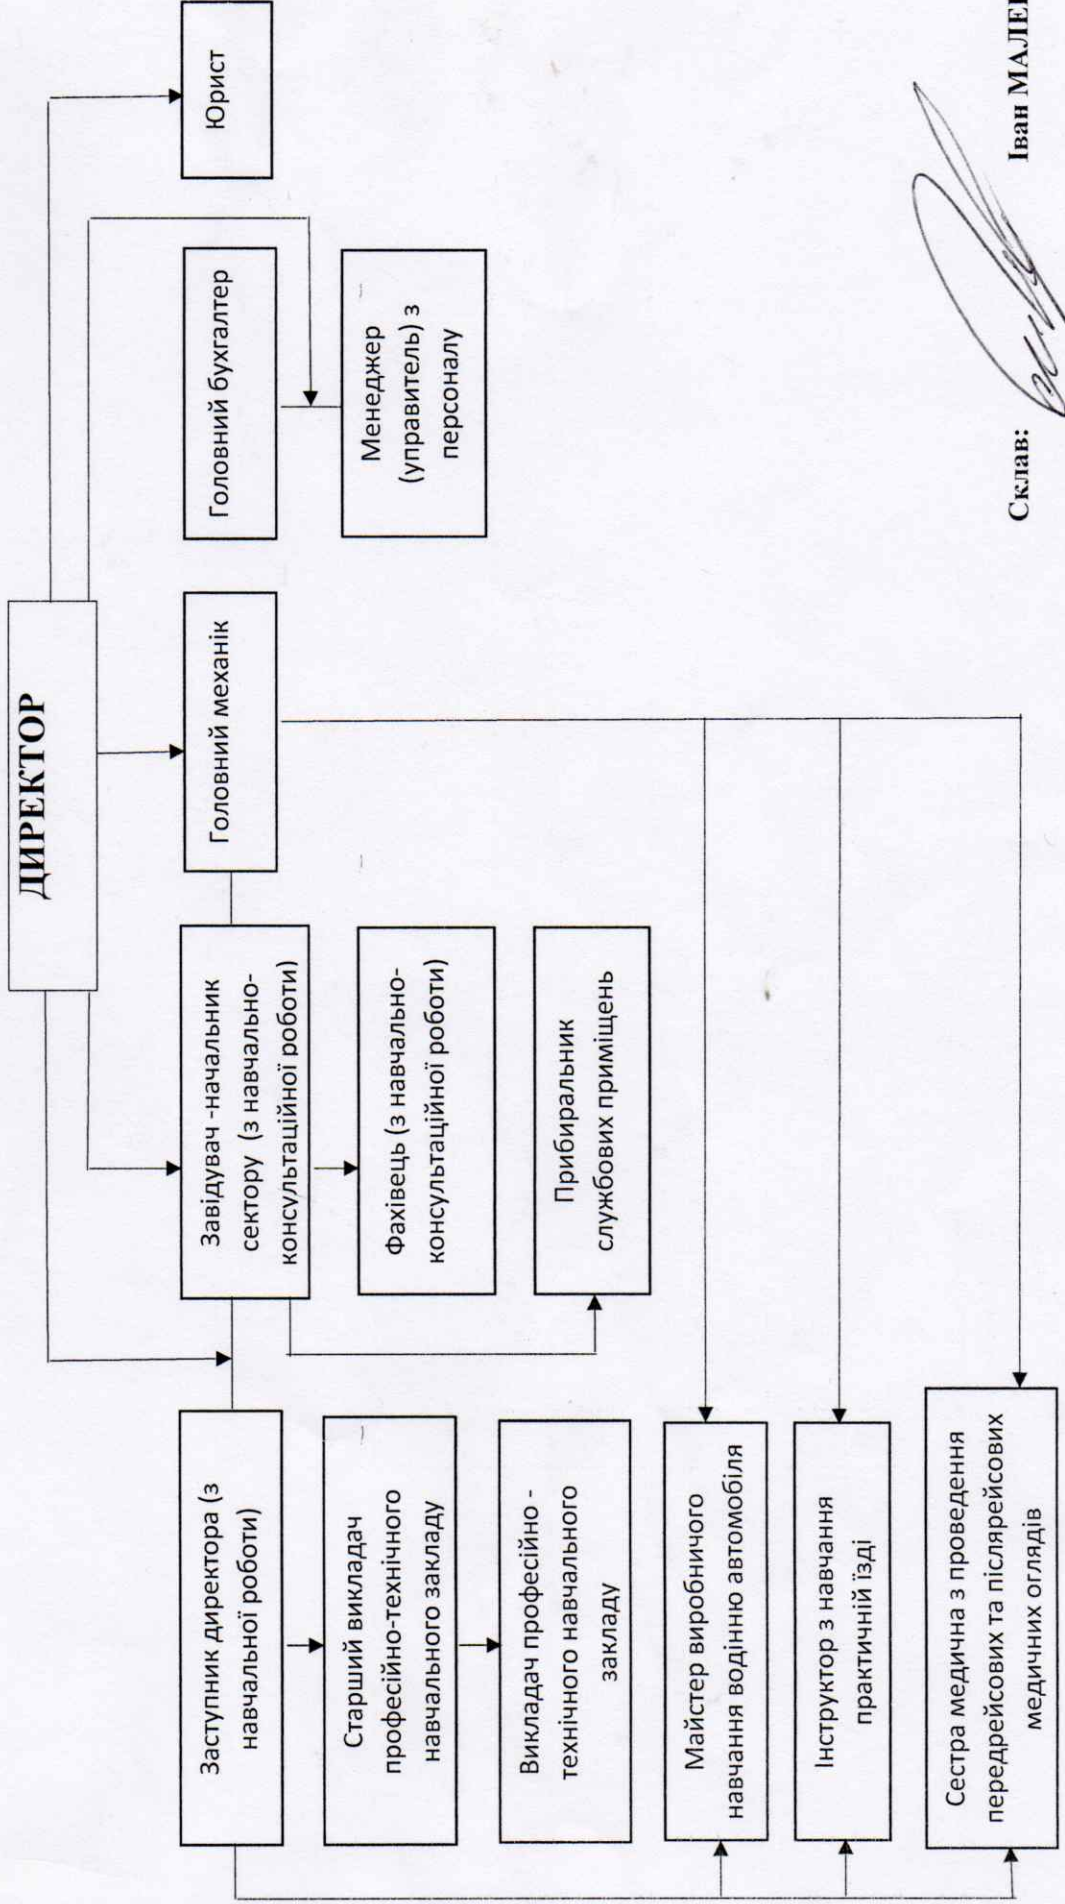 ДИРЕКТОР
Заступник директора (з
навчальної роботи)
Завідувач -начальник
сектору (з навчально-
консультаційної роботи)
Головний механік
Головний бухгалтер
Юрист
Старший викладач
професійно-технічного
навчального закладу
Фахівець (з навчально-
консультаційної роботи)
Менеджер
(управитель) з
персоналу
Викладач професійно -
технічного навчального
закладу
Прибиральник
службових приміщень
Майстер виробничого
навчання водінню автомобіля
Інструктор з навчання
практичній їзді
Сестра медична з проведення
передрейсових та післярейсових
медичних оглядів
Склав:
Іван